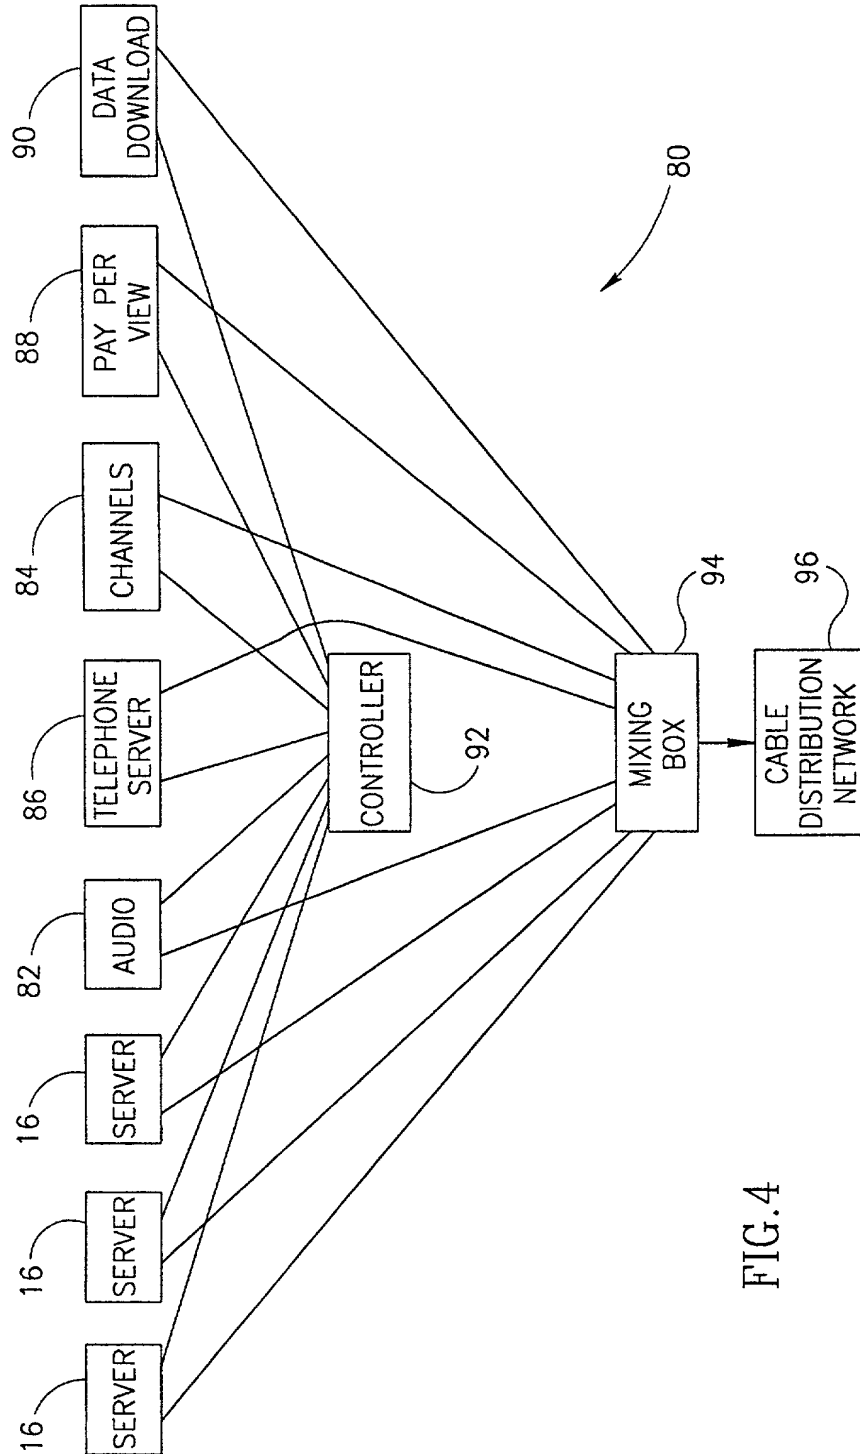 16
16
16
82
86
84
88
90
SERVER
SERVER
SERVER
AUDIO
TELEPHONE
SERVER
CHANNELS
PAY PER
VIEW
DATA
DOWNLOAD
CONTROLLER
92
80
MIXING
BOX
94
CABLE
DISTRIBUTION
NETWORK
96
FIG.4